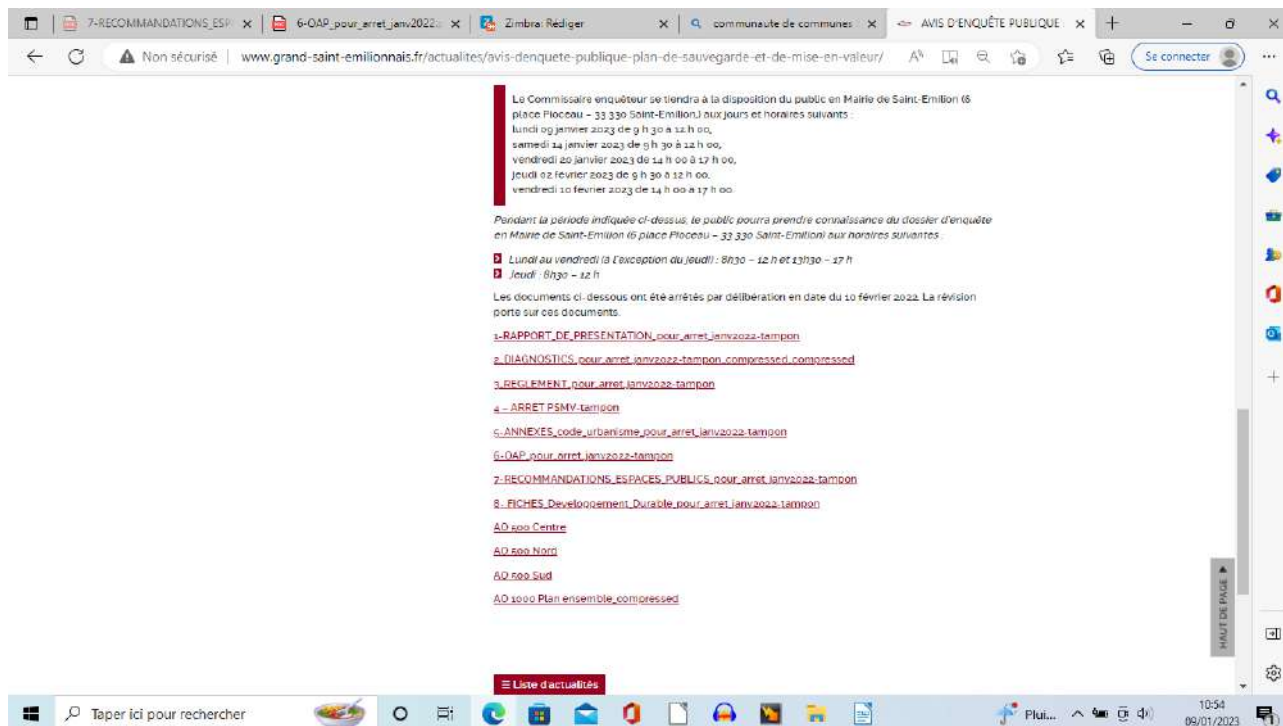 7-RECOMMANDATIONS_ESP
6-OAP_pour_arret_janv2022
Zimbra: Rédiger
communaute de communes
AVIS D'ENQUÊTE PUBLIQUE
Non sécurisé | www.grand-saint-emilionnais.fr/actualites/avis-denquete-publique-plan-de-sauvegarde-et-de-mise-en-valeur/
Se connecter
Le Commissaire enquêteur se tiendra à la disposition du public en Mairie de Saint-Emilion (6
place Pioceau – 33 330 Saint-Emilion,) aux jours et horaires suivants :
lundi 09 janvier 2023 de 9 h 30 à 12 h 00,
samedi 14 janvier 2023 de 9 h 30 à 12 h 00,
vendredi 20 janvier 2023 de 14 h 00 à 17 h 00,
jeudi 02 février 2023 de 9 h 30 à 12 h 00,
vendredi 10 février 2023 de 14 h 00 à 17 h 00.
Pendant la période indiquée ci-dessus, le public pourra prendre connaissance du dossier d'enquête
en Mairie de Saint-Emilion (6 place Pioceau – 33 330 Saint-Emilion) aux horaires suivantes :
Lundi au vendredi (à l'exception du jeudi) : 8h30 – 12 h et 13h30 – 17 h
Jeudi : 8h30 – 12 h
Les documents ci-dessous ont été arrêtés par délibération en date du 10 février 2022. La révision
porte sur ces documents.
1-RAPPORT_DE_PRESENTATION_pour_arret_janv2022-tampon
2_DIAGNOSTICS_pour_arret_janv2022-tampon_compressed_compressed
3_REGLEMENT_pour_arret_janv2022-tampon
4 – ARRET PSMV-tampon
5-ANNEXES_code_urbanisme_pour_arret_janv2022-tampon
6-OAP_pour_arret_janv2022-tampon
7-RECOMMANDATIONS_ESPACES_PUBLICS_pour_arret_janv2022-tampon
8- FICHES_Developpement_Durable_pour_arret_janv2022-tampon
AO 500 Centre
AO 500 Nord
AO 500 Sud
AO 1000 Plan ensemble_compressed
HAUT DE PAGE
Liste d'actualités
Taper ici pour rechercher
Plui...
10:54
09/01/2023